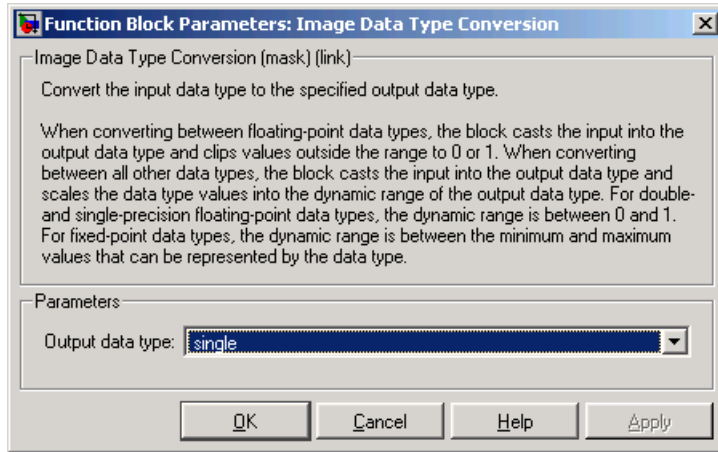 Function Block Parameters: Image Data Type Conversion
Image Data Type Conversion (mask) (link)
Convert the input data type to the specified output data type.
When converting between floating-point data types, the block casts the input into the
output data type and clips values outside the range to 0 or 1. When converting
between all other data types, the block casts the input into the output data type and
scales the data type values into the dynamic range of the output data type. For double-
and single-precision floating-point data types, the dynamic range is between 0 and 1.
For fixed-point data types, the dynamic range is between the minimum and maximum
values that can be represented by the data type.
Parameters
Output data type: single
OK Cancel Help Apply